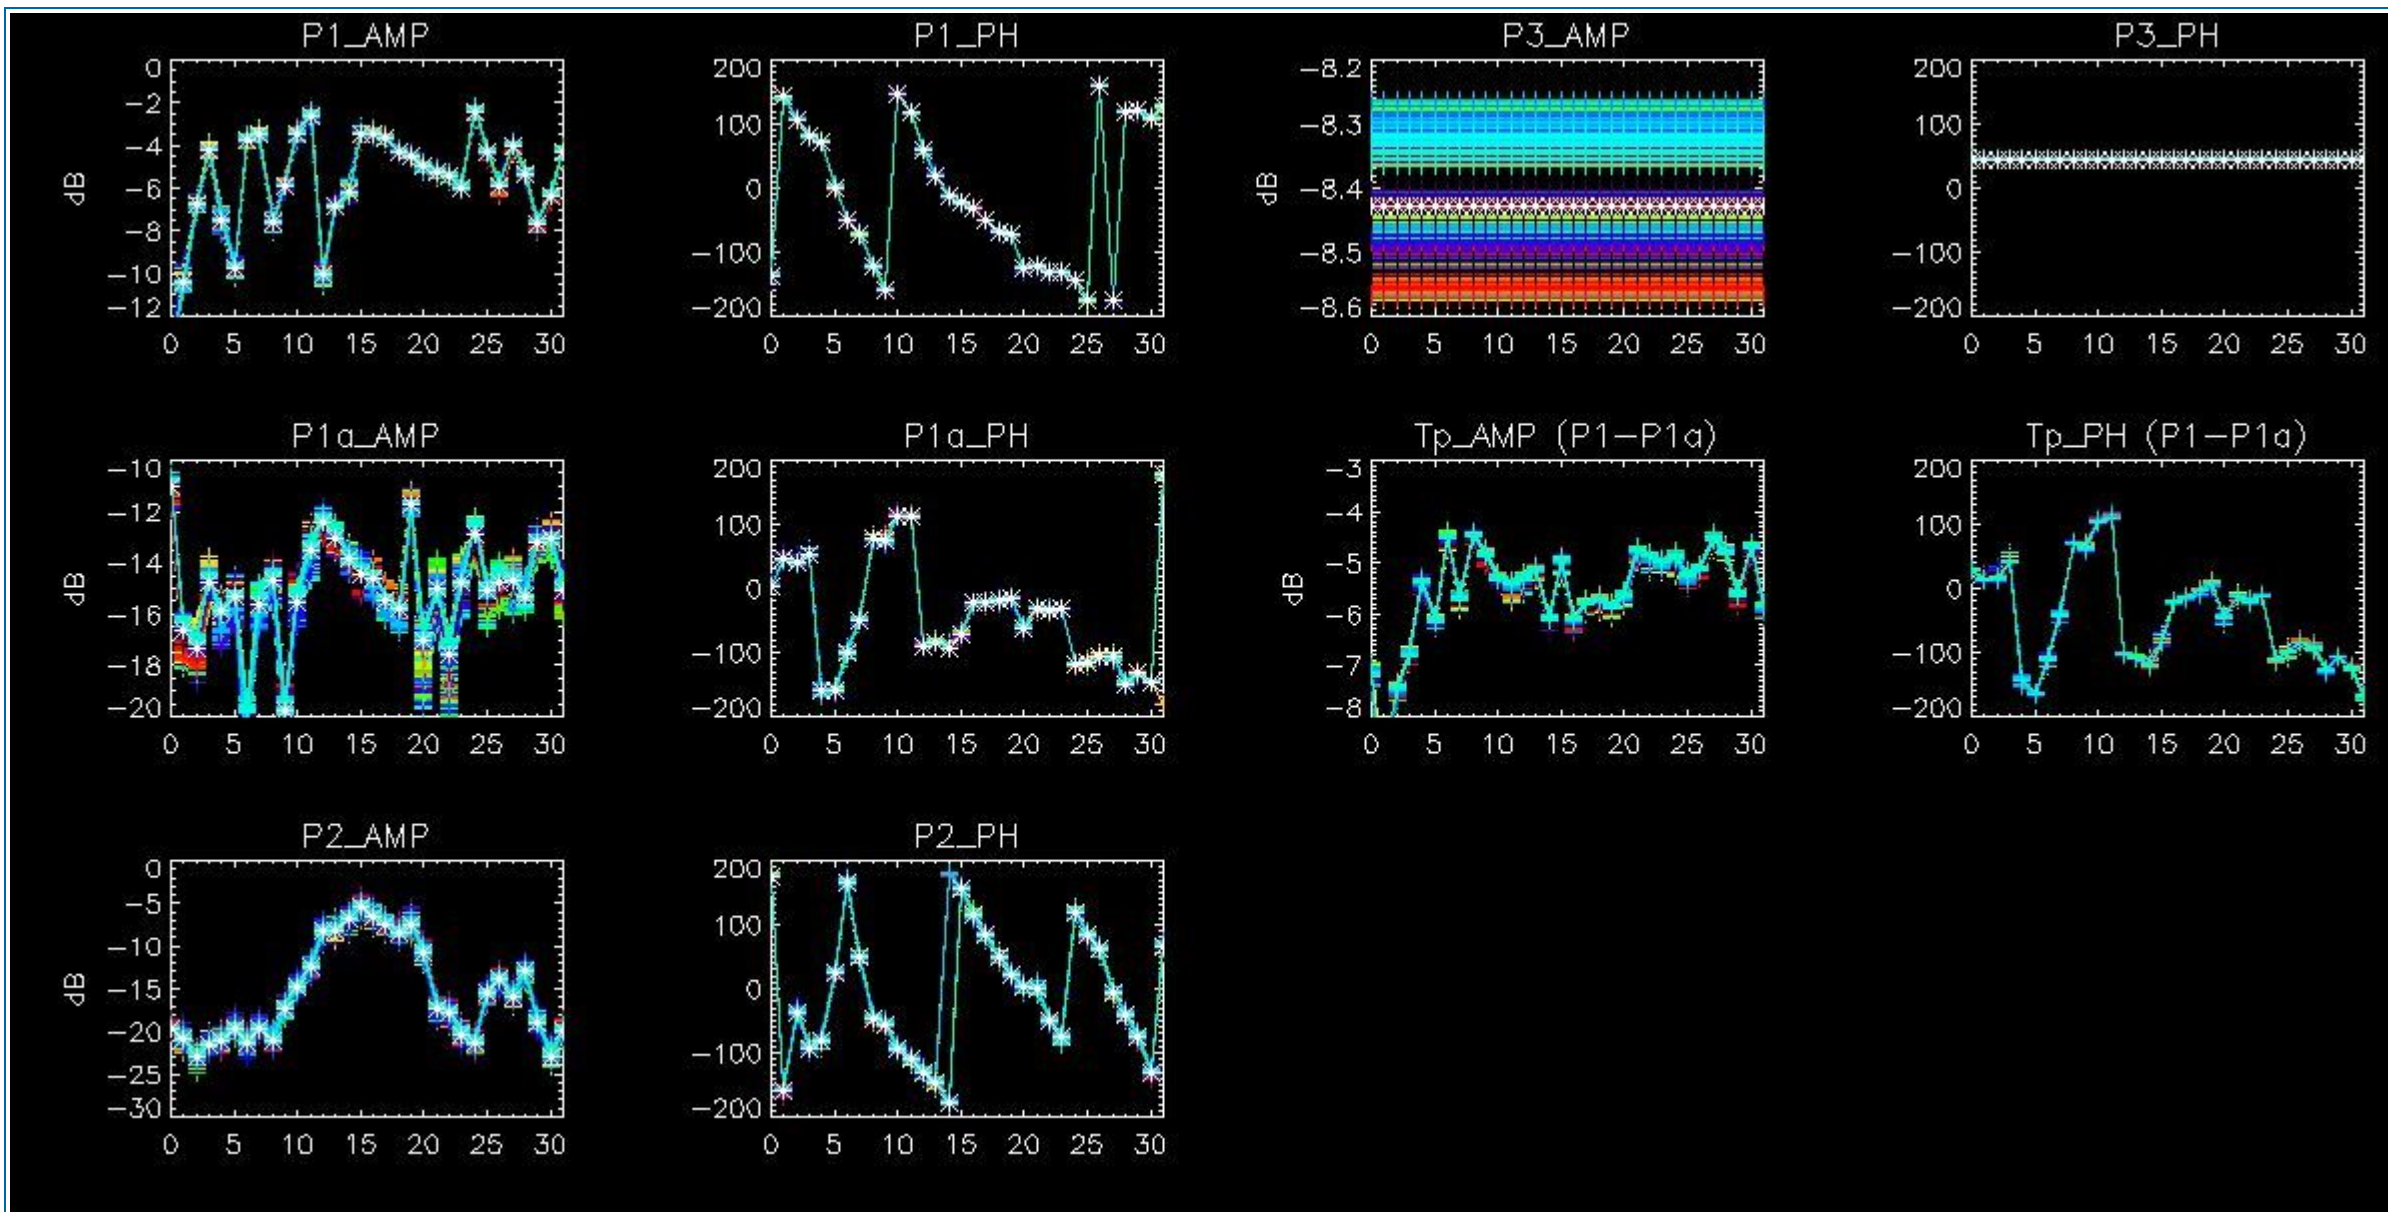 P1_AMP
0
−2
−4
−6
−8
−10
−12
dB
0 5 10 15 20 25 30
P1_PH
200
100
0
−100
−200
0 5 10 15 20 25 30
P3_AMP
−8.2
−8.3
−8.4
−8.5
−8.6
dB
0 5 10 15 20 25 30
P3_PH
200
100
0
−100
−200
0 5 10 15 20 25 30
P1a_AMP
−10
−12
−14
−16
−18
−20
dB
0 5 10 15 20 25 30
P1a_PH
200
100
0
−100
−200
0 5 10 15 20 25 30
Tp_AMP (P1−P1a)
−3
−4
−5
−6
−7
−8
dB
0 5 10 15 20 25 30
Tp_PH (P1−P1a)
200
100
0
−100
−200
0 5 10 15 20 25 30
P2_AMP
0
−5
−10
−15
−20
−25
−30
dB
0 5 10 15 20 25 30
P2_PH
200
100
0
−100
−200
0 5 10 15 20 25 30